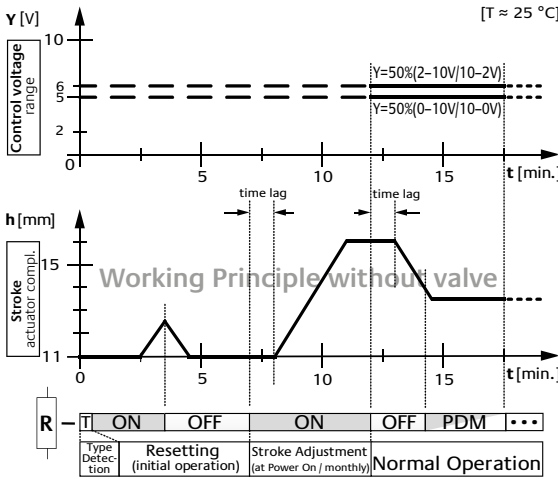 Y [V]
[T ≈ 25 °C]
Control voltage
range
10
6
5
2
0
Y=50%(2–10V/10–2V)
Y=50%(0–10V/10–0V)
5
10
15
t [min.]
time lag
time lag
h [mm]
Stroke
actuator compl.
15
11
Working Principle without valve
0
5
10
15
t [min.]
R
T
ON
OFF
ON
OFF
PDM
Type
Detec-
tion
Resetting
(initial operation)
Stroke Adjustment
(at Power On / monthly)
Normal Operation